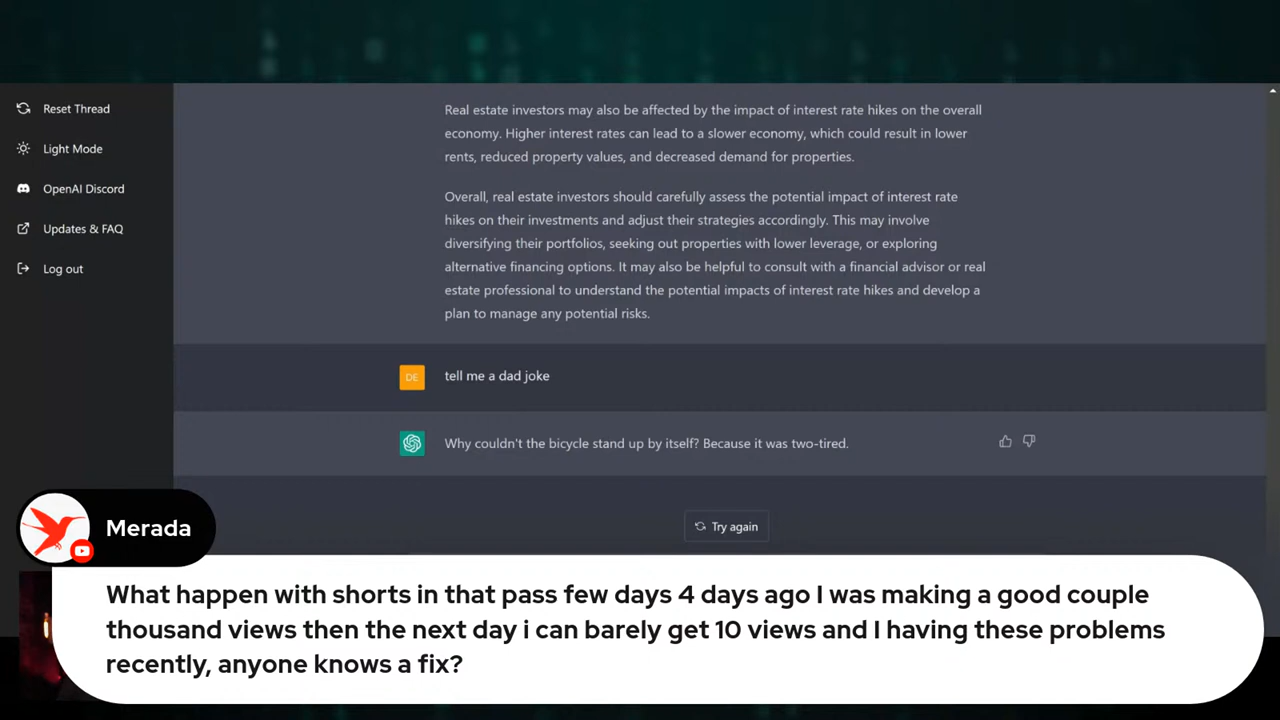 Reset Thread
Light Mode
OpenAI Discord
Updates & FAQ
Log out
Real estate investors may also be affected by the impact of interest rate hikes on the overall
economy. Higher interest rates can lead to a slower economy, which could result in lower
rents, reduced property values, and decreased demand for properties.
Overall, real estate investors should carefully assess the potential impact of interest rate
hikes on their investments and adjust their strategies accordingly. This may involve
diversifying their portfolios, seeking out properties with lower leverage, or exploring
alternative financing options. It may also be helpful to consult with a financial advisor or real
estate professional to understand the potential impacts of interest rate hikes and develop a
plan to manage any potential risks.
DE
tell me a dad joke
Why couldn't the bicycle stand up by itself? Because it was two-tired.
Try again
Merada
What happen with shorts in that pass few days 4 days ago I was making a good couple
thousand views then the next day i can barely get 10 views and I having these problems
recently, anyone knows a fix?